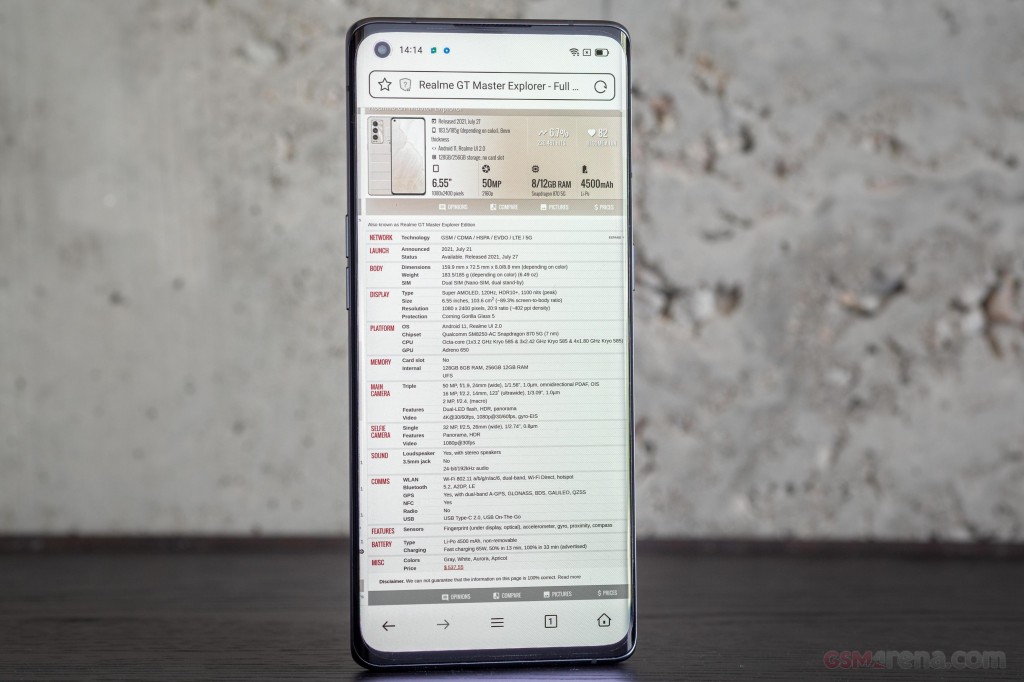 14:14
Realme GT Master Explorer - Full ...
Released 2021, July 27
183.5/185g (depending on color), 8mm
thickness
Android 11, Realme UI 2.0
128GB/256GB storage, no card slot
6.7%
82
6.55"
50MP
8/12GB RAM
4500mAh
1080x2400 pixels
2160p
Snapdragon 870 5G
Li-Po
OPINIONS COMPARE PICTURES PRICES
Also known as Realme GT Master Explorer Edition
NETWORK Technology GSM / CDMA / HSPA / EVDO / LTE / 5G
LAUNCH Announced 2021, July 21
Status Available. Released 2021, July 27
BODY Dimensions 159.9 mm x 72.5 mm x 8.0/8.8 mm (depending on color)
Weight 183.5/185 g (depending on color) (6.49 oz)
SIM Dual SIM (Nano-SIM, dual stand-by)
DISPLAY Type Super AMOLED, 120Hz, HDR10+, 1100 nits (peak)
Size 6.55 inches, 103.6 cm² (~89.3% screen-to-body ratio)
Resolution 1080 x 2400 pixels, 20:9 ratio (~402 ppi density)
Protection Corning Gorilla Glass 5
PLATFORM OS Android 11, Realme UI 2.0
Chipset Qualcomm SM8250-AC Snapdragon 870 5G (7 nm)
CPU Octa-core (1x3.2 GHz Kryo 585 & 3x2.42 GHz Kryo 585 & 4x1.80 GHz Kryo 585)
GPU Adreno 650
MEMORY Card slot No
Internal 128GB 8GB RAM, 256GB 12GB RAM
UFS
MAIN CAMERA Triple 50 MP, f/1.9, 24mm (wide), 1/1.56", 1.0µm, omnidirectional PDAF, OIS
16 MP, f/2.2, 14mm, 123˚ (ultrawide), 1/3.09", 1.0µm
2 MP, f/2.4, (macro)
Features Dual-LED flash, HDR, panorama
Video 4K@30/60fps, 1080p@30/60fps, gyro-EIS
SELFIE CAMERA Single 32 MP, f/2.5, 26mm (wide), 1/2.74", 0.8µm
Features Panorama, HDR
Video 1080p@30fps
SOUND Loudspeaker Yes, with stereo speakers
3.5mm jack No
24-bit/192kHz audio
COMMS WLAN Wi-Fi 802.11 a/b/g/n/ac/6, dual-band, Wi-Fi Direct, hotspot
Bluetooth 5.2, A2DP, LE
GPS Yes, with dual-band A-GPS, GLONASS, BDS, GALILEO, QZSS
NFC Yes
Radio No
USB USB Type-C 2.0, USB On-The-Go
FEATURES Sensors Fingerprint (under display, optical), accelerometer, gyro, proximity, compass
BATTERY Type Li-Po 4500 mAh, non-removable
Charging Fast charging 65W, 50% in 13 min, 100% in 33 min (advertised)
MISC Colors Gray, White, Aurora, Apricot
Price $ 537.55
Disclaimer. We can not guarantee that the information on this page is 100% correct. Read more
OPINIONS COMPARE PICTURES $ PRICES
1
GSMArena.com